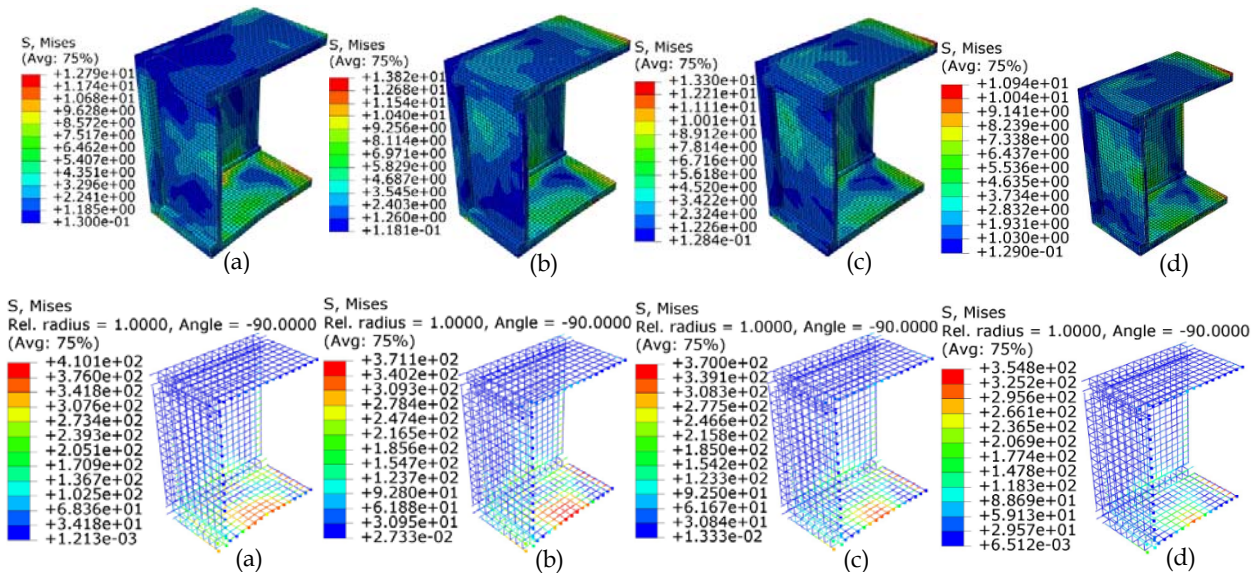 S, Mises
(Avg: 75%)
+1.279e+01
+1.174e+01
+1.068e+01
+9.628e+00
+8.572e+00
+7.517e+00
+6.462e+00
+5.407e+00
+4.351e+00
+3.296e+00
+2.241e+00
+1.185e+00
+1.300e-01
(a)
S, Mises
(Avg: 75%)
+1.382e+01
+1.268e+01
+1.154e+01
+1.040e+01
+9.256e+00
+8.114e+00
+6.971e+00
+5.829e+00
+4.687e+00
+3.545e+00
+2.403e+00
+1.260e+00
+1.181e-01
(b)
S, Mises
(Avg: 75%)
+1.330e+01
+1.221e+01
+1.111e+01
+1.001e+01
+8.912e+00
+7.814e+00
+6.716e+00
+5.618e+00
+4.520e+00
+3.422e+00
+2.324e+00
+1.226e+00
+1.284e-01
(c)
S, Mises
(Avg: 75%)
+1.094e+01
+1.004e+01
+9.141e+00
+8.239e+00
+7.338e+00
+6.437e+00
+5.536e+00
+4.635e+00
+3.734e+00
+2.832e+00
+1.931e+00
+1.030e+00
+1.290e-01
(d)
S, Mises
Rel. radius = 1.0000, Angle = -90.0000
(Avg: 75%)
+4.101e+02
+3.760e+02
+3.418e+02
+3.076e+02
+2.734e+02
+2.393e+02
+2.051e+02
+1.709e+02
+1.367e+02
+1.025e+02
+6.836e+01
+3.418e+01
+1.213e-03
(a)
S, Mises
Rel. radius = 1.0000, Angle = -90.0000
(Avg: 75%)
+3.711e+02
+3.402e+02
+3.093e+02
+2.784e+02
+2.474e+02
+2.165e+02
+1.856e+02
+1.547e+02
+1.237e+02
+9.280e+01
+6.188e+01
+3.095e+01
+2.733e-02
(b)
S, Mises
Rel. radius = 1.0000, Angle = -90.0000
(Avg: 75%)
+3.700e+02
+3.391e+02
+3.083e+02
+2.775e+02
+2.466e+02
+2.158e+02
+1.850e+02
+1.542e+02
+1.233e+02
+9.250e+01
+6.167e+01
+3.084e+01
+1.333e-02
(c)
S, Mises
Rel. radius = 1.0000, Angle = -90.0000
(Avg: 75%)
+3.548e+02
+3.252e+02
+2.956e+02
+2.661e+02
+2.365e+02
+2.069e+02
+1.774e+02
+1.478e+02
+1.183e+02
+8.869e+01
+5.913e+01
+2.957e+01
+6.512e-03
(d)